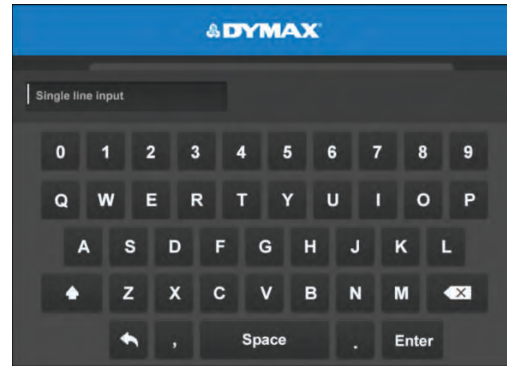 DYMAX
Single line input
0 1 2 3 4 5 6 7 8 9
Q W E R T Y U I O P
A S D F G H J K L
Z X C V B N M
, Space . Enter